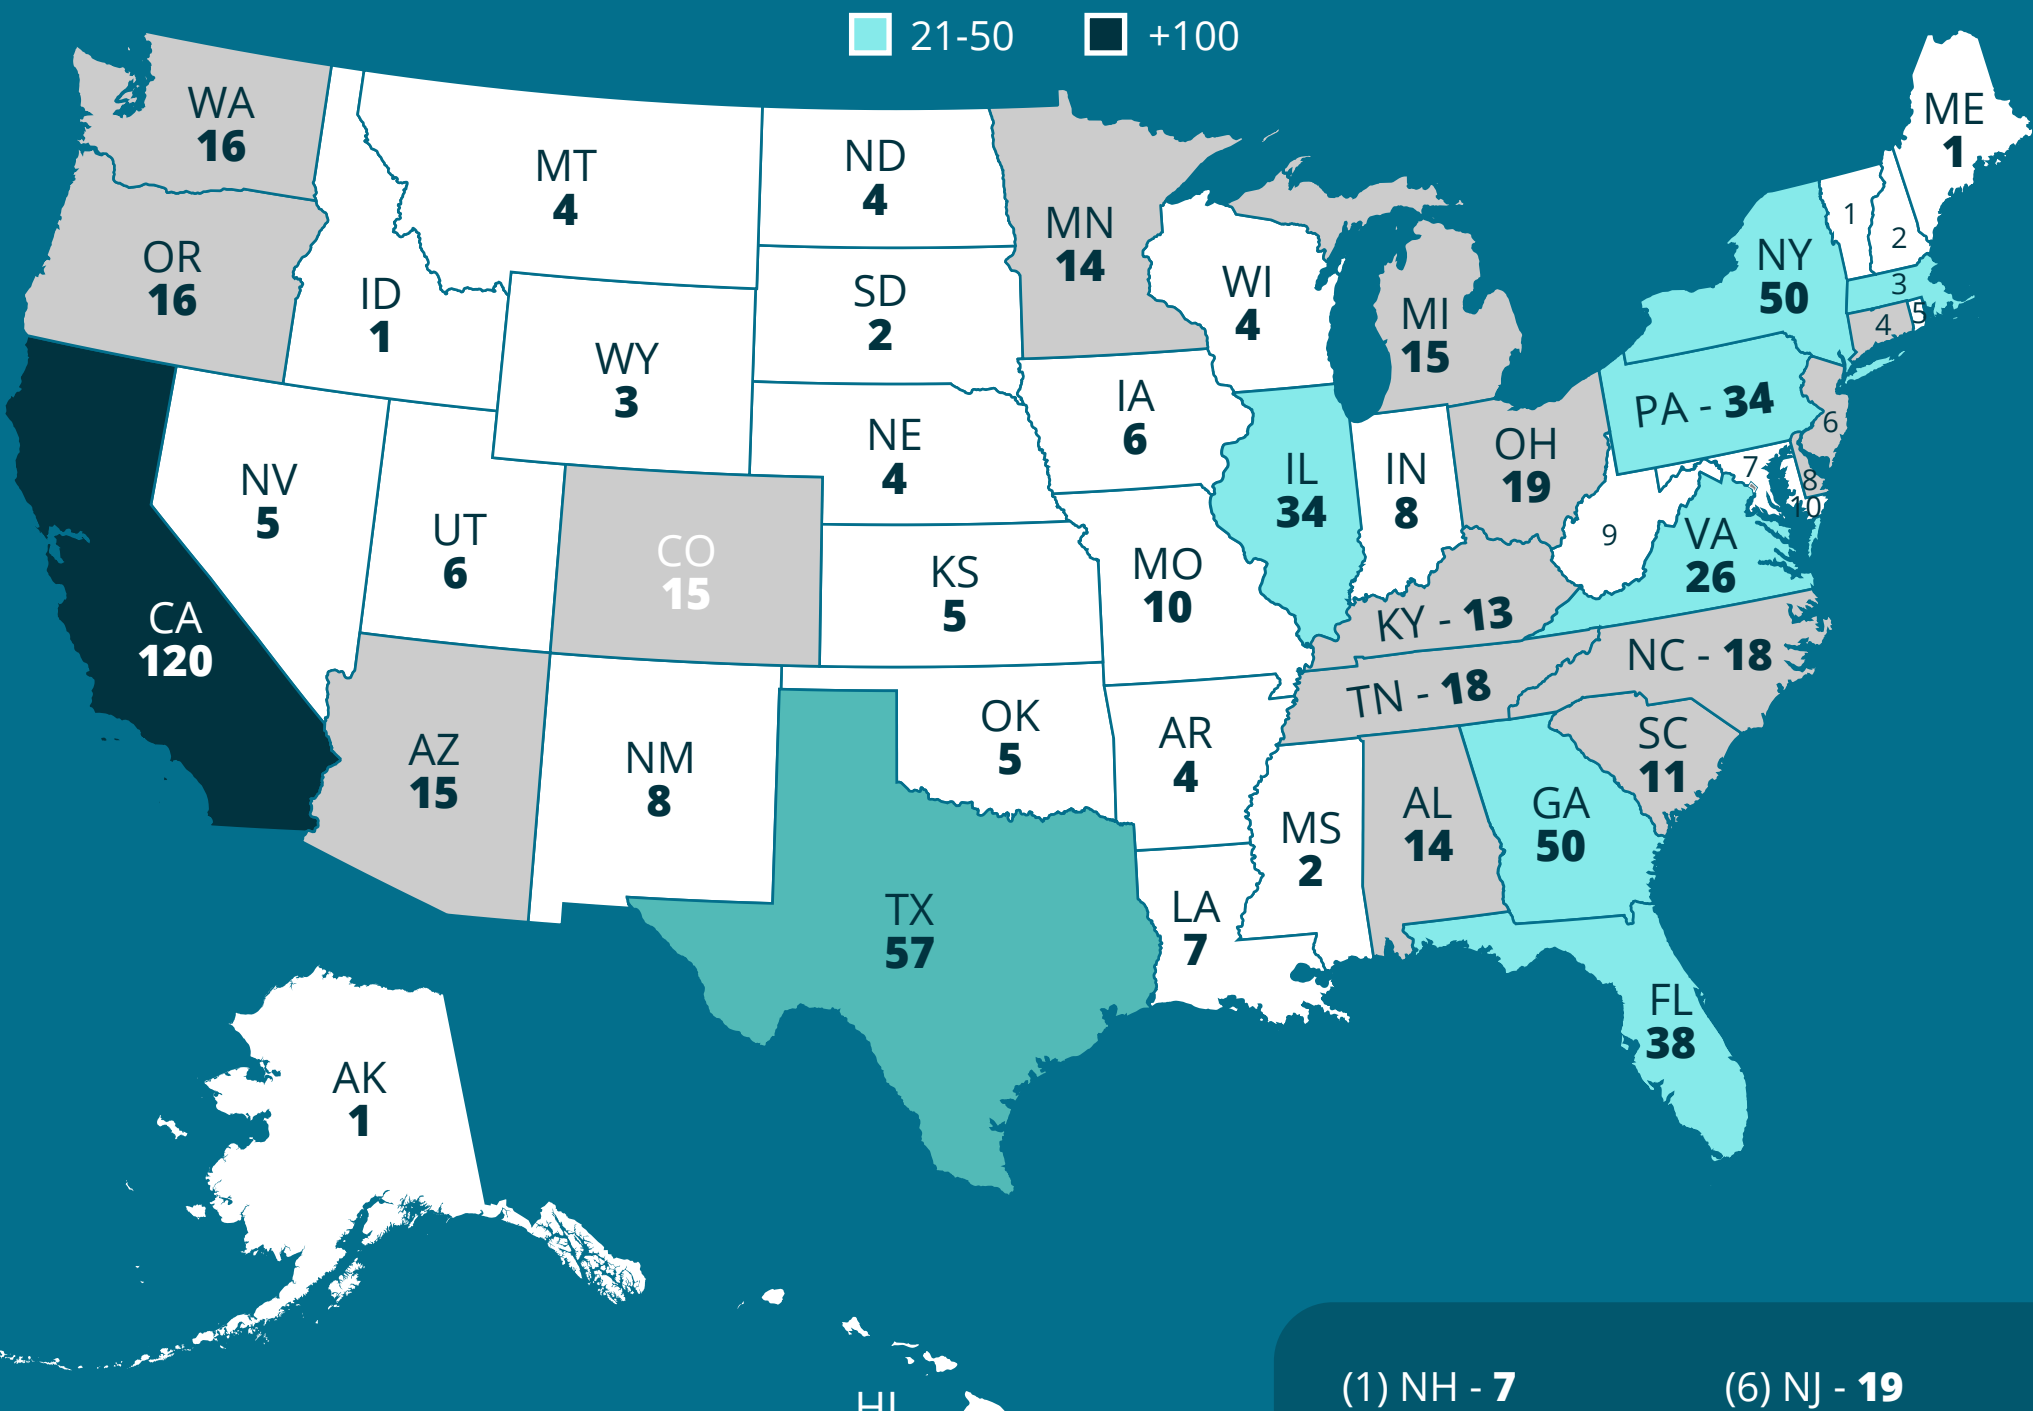 21-50
+100
WA
16
OR
16
ID
1
MT
4
ND
4
MN
14
SD
2
WI
4
MI
15
ME
1
1
2
NY
50
3
4
5
WY
3
IA
6
PA - 34
6
NE
4
NV
5
UT
6
CO
15
IL
34
IN
8
OH
19
7
8
10
9
VA
26
KS
5
MO
10
KY - 13
CA
120
NC - 18
TN - 18
AZ
15
NM
8
OK
5
AR
4
SC
11
MS
2
AL
14
GA
50
TX
57
LA
7
FL
38
AK
1
HI
(1) NH - 7
(6) NJ - 19